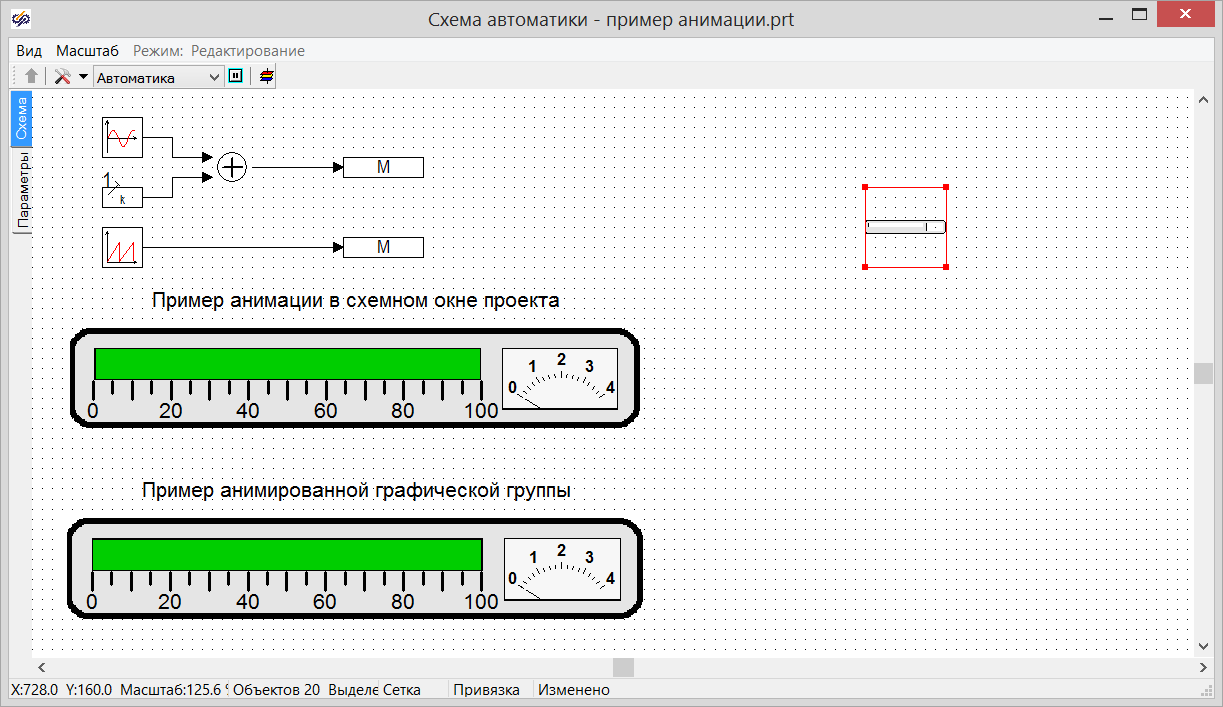 Схема автоматики - пример анимации.prt
Вид Масштаб Режим: Редактирование
Автоматика
Схема
Параметры
M
1
k
M
Пример анимации в схемном окне проекта
0 1 2 3 4
0 20 40 60 80 100
Пример анимированной графической группы
0 1 2 3 4
0 20 40 60 80 100
X:728.0 Y:160.0 Масштаб:125.6 Объектов 20 Выделе Сетка Привязка Изменено